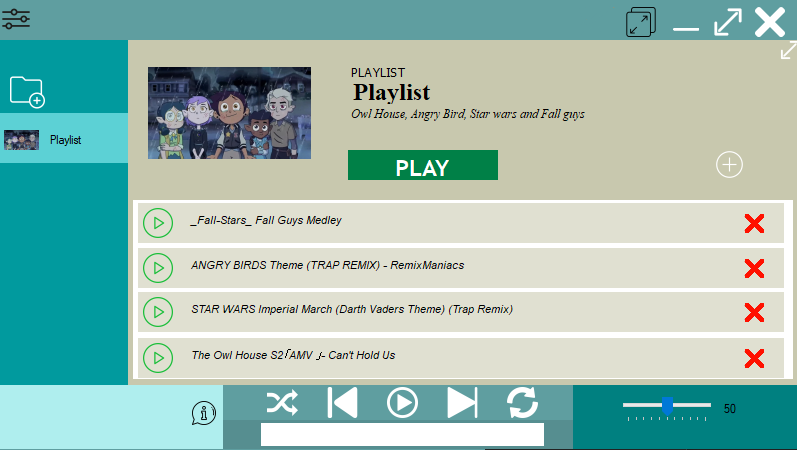 PLAYLIST
Playlist
Owl House, Angry Bird, Star wars and Fall guys
Playlist
PLAY
_Fall-Stars_ Fall Guys Medley
ANGRY BIRDS Theme (TRAP REMIX) - RemixManiacs
STAR WARS Imperial March (Darth Vaders Theme) (Trap Remix)
The Owl House S2「AMV 」- Can't Hold Us
50